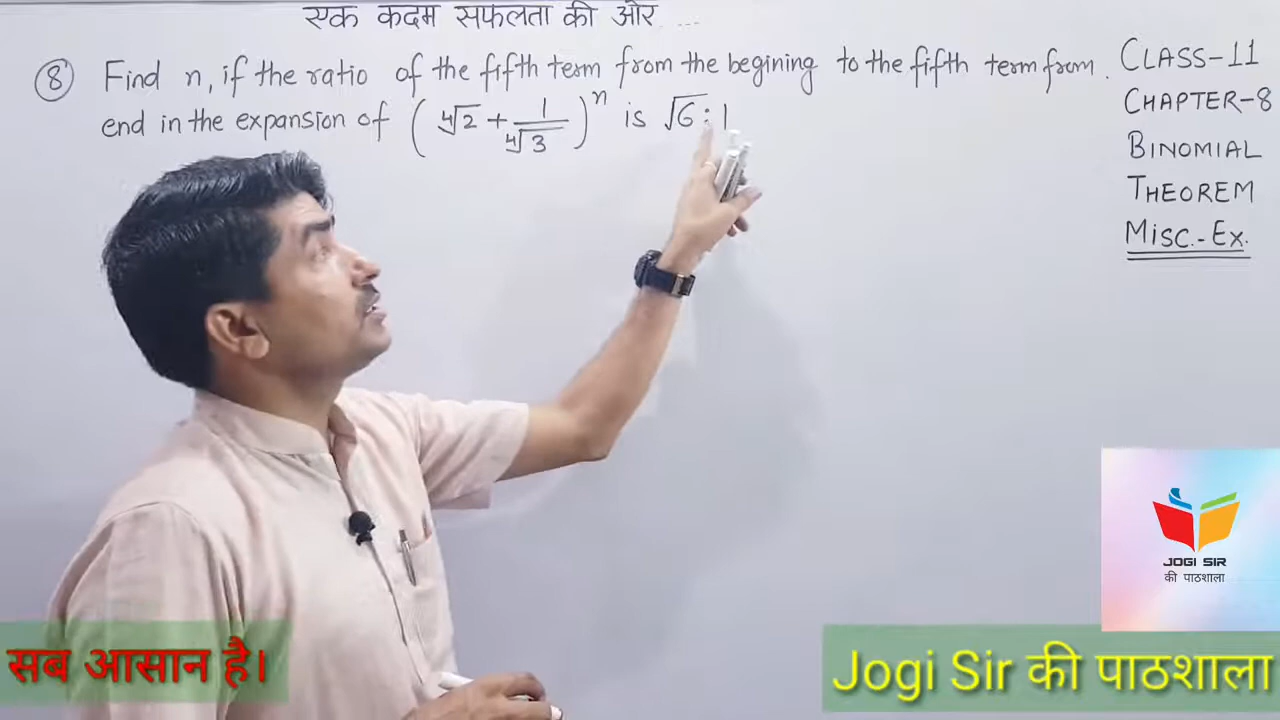 एक कदम सफलता की ओर ...
⑧ Find n, if the ratio of the fifth term from the begining to the fifth term from
end in the expansion of (∜2 + 1/∜3)ⁿ is √6 : 1
CLASS-11
CHAPTER-8
BINOMIAL
THEOREM
MISC.-EX.
JOGI SIR
की पाठशाला
सब आसान है।
Jogi Sir की पाठशाला